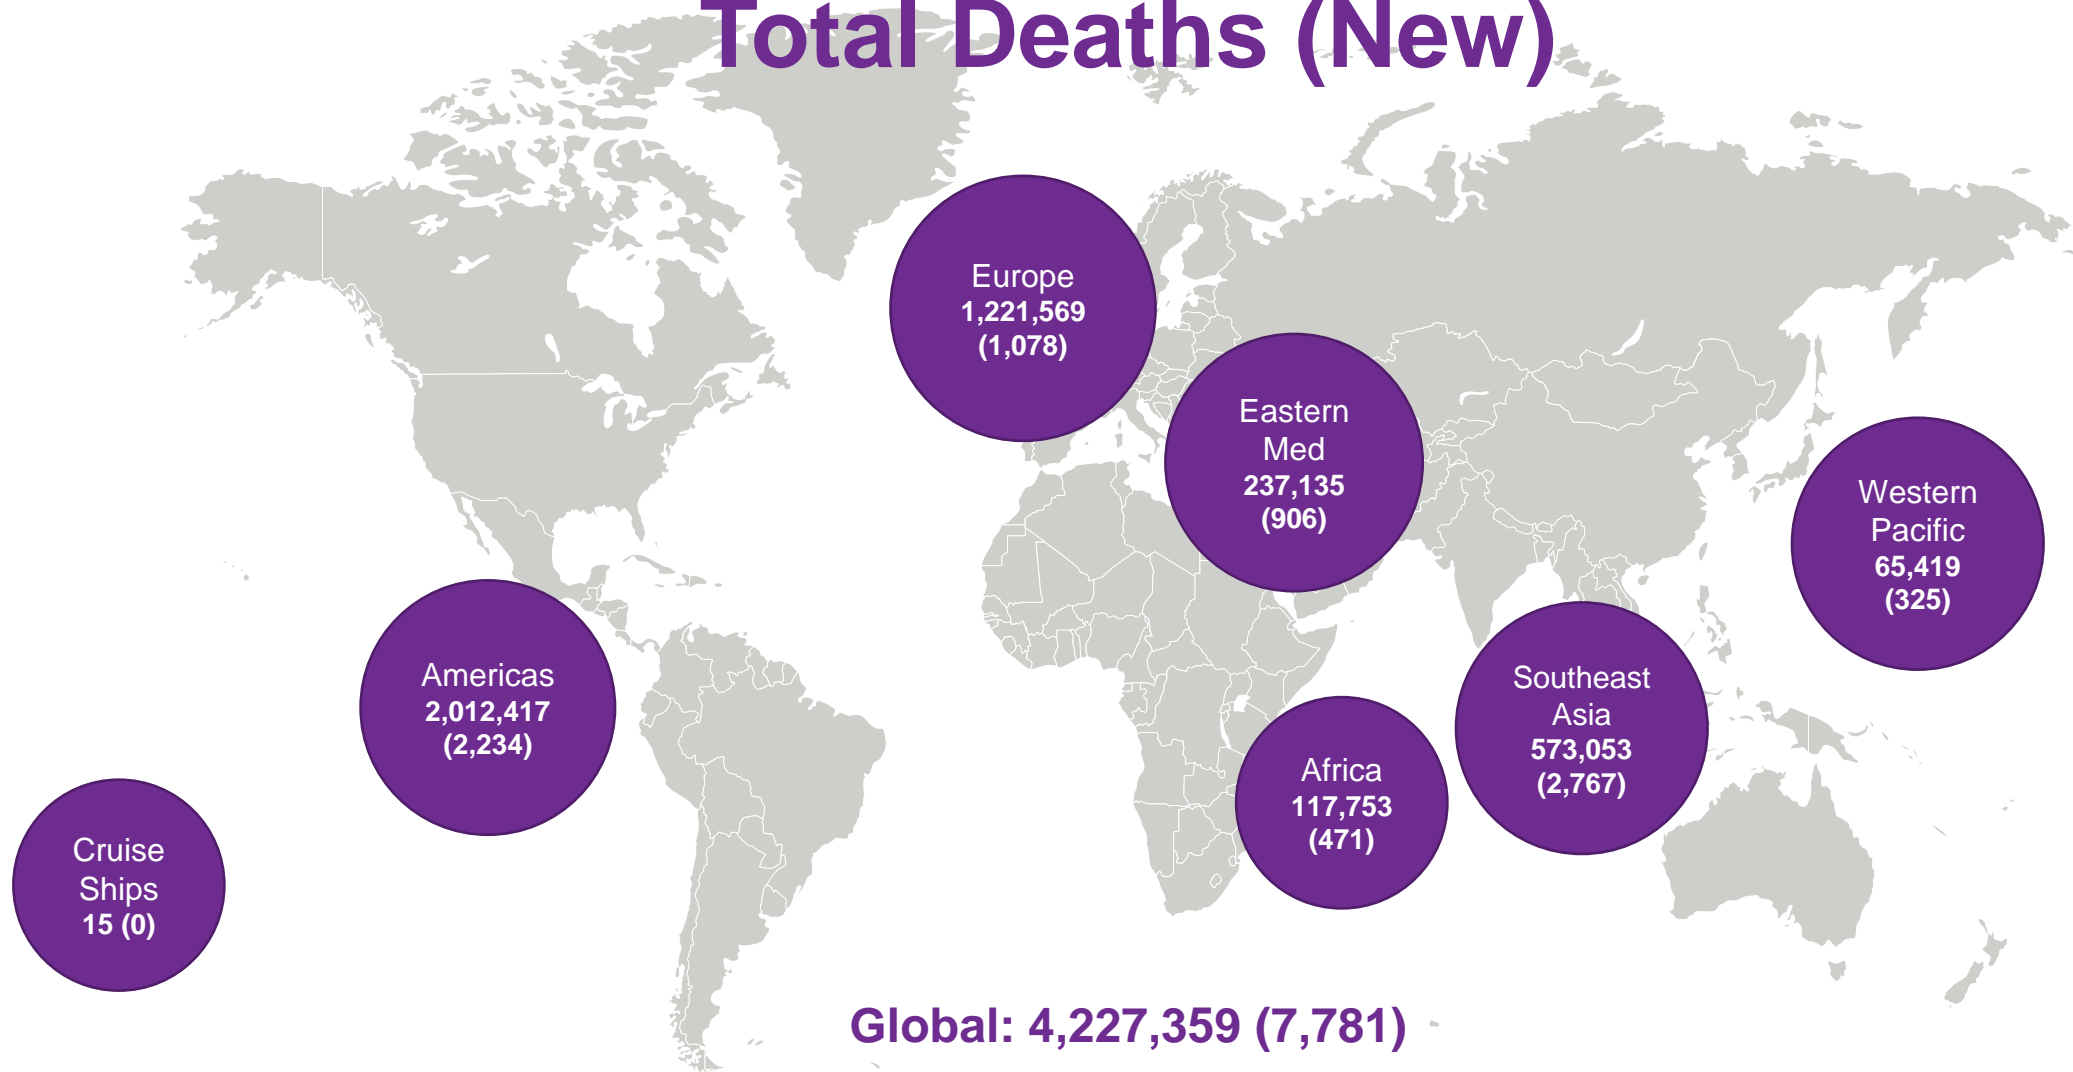 Total Deaths (New)
Europe
1,221,569
(1,078)
Eastern
Med
237,135
(906)
Western
Pacific
65,419
(325)
Americas
2,012,417
(2,234)
Southeast
Asia
573,053
(2,767)
Africa
117,753
(471)
Cruise
Ships
15 (0)
Global: 4,227,359 (7,781)